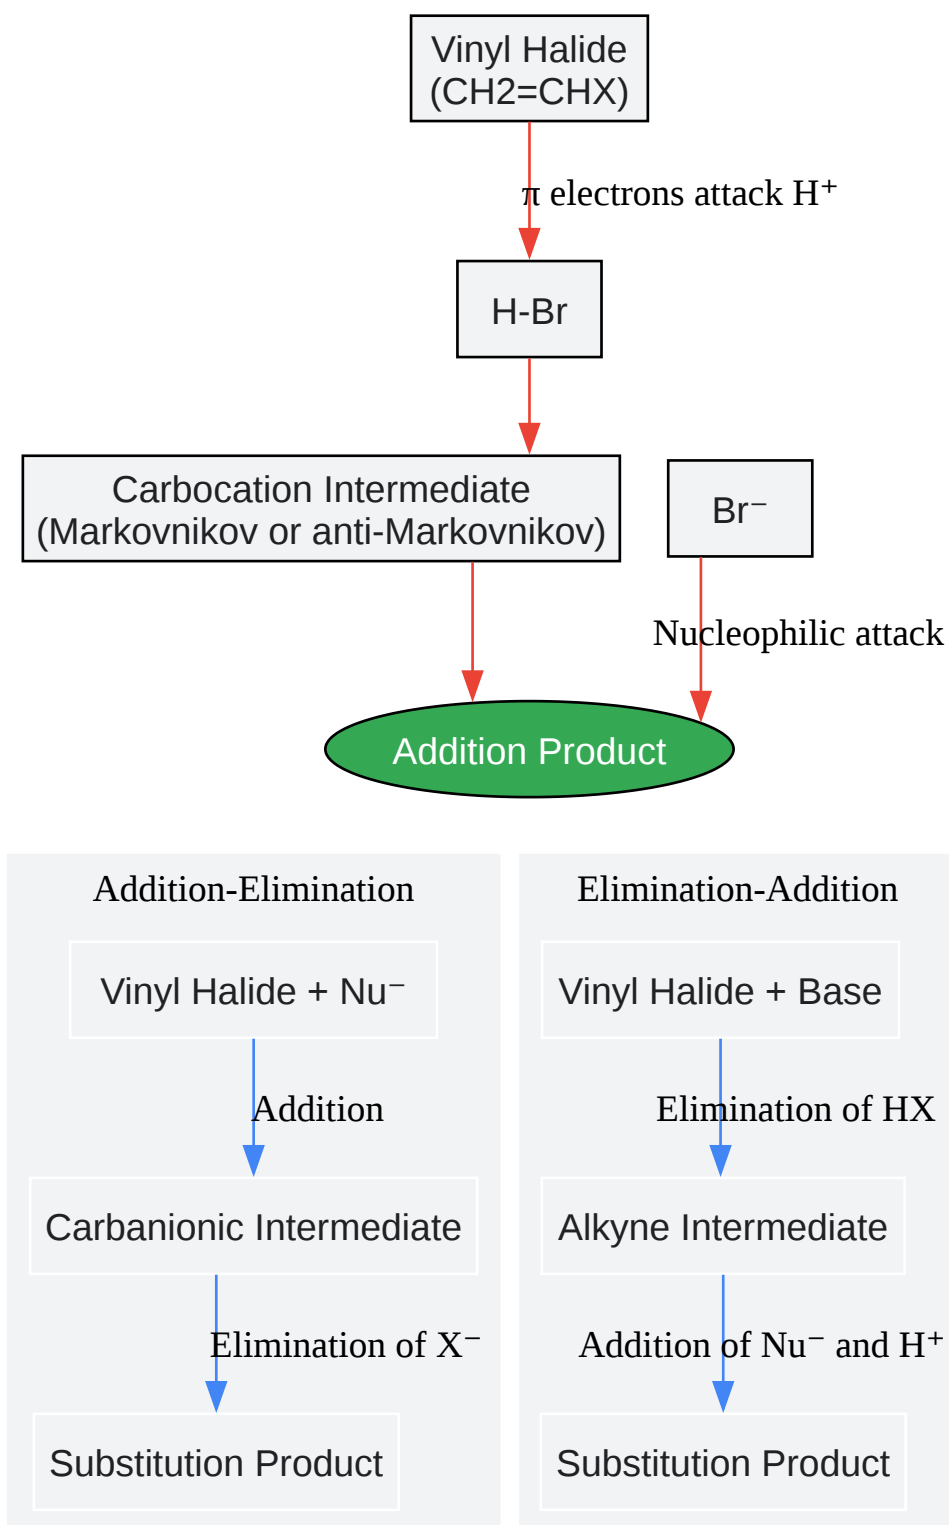 Vinyl Halide
(CH2=CHX)
π electrons attack H⁺
H-Br
Carbocation Intermediate
(Markovnikov or anti-Markovnikov)
Br⁻
Nucleophilic attack
Addition Product
Addition-Elimination
Vinyl Halide + Nu⁻
Addition
Carbanionic Intermediate
Elimination of X⁻
Substitution Product
Elimination-Addition
Vinyl Halide + Base
Elimination of HX
Alkyne Intermediate
Addition of Nu⁻ and H⁺
Substitution Product